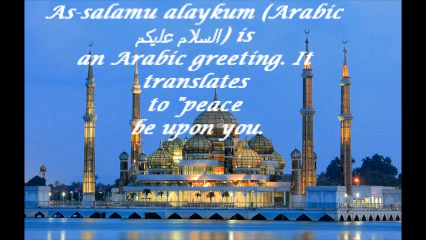 As-salamu alaykum (Arabic
السلام عليكم) is
an Arabic greeting. It
translates
to "peace
be upon you.